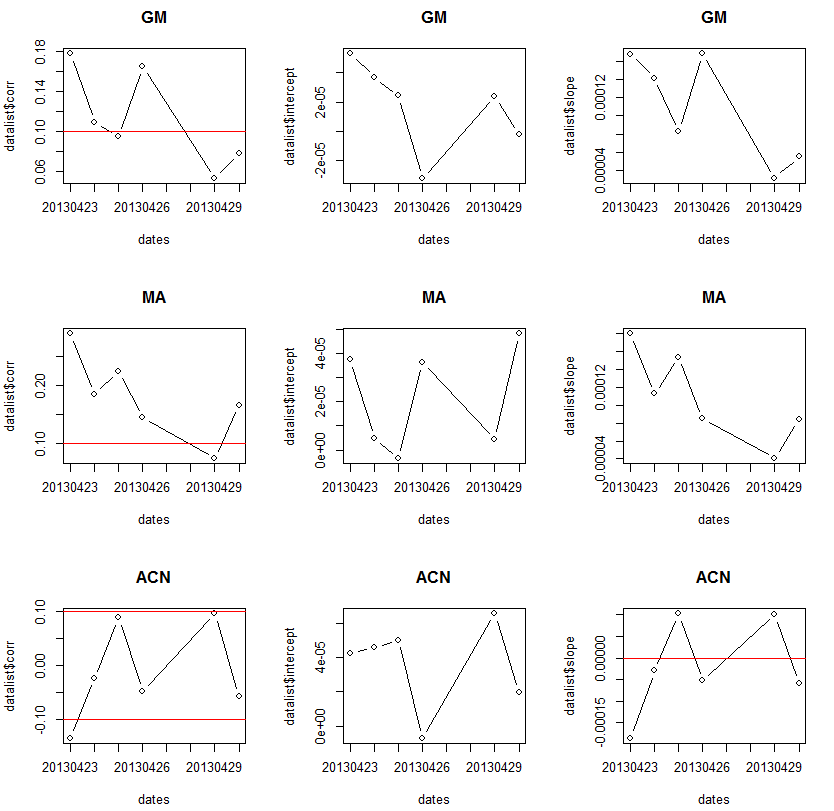 GM GM GM
datalist$corr
0.06 0.10 0.14 0.18
datalist$intercept
-2e-05 2e-05
datalist$slope
0.00004 0.00012
20130423 20130426 20130429
20130423 20130426 20130429
20130423 20130426 20130429
dates dates dates
MA MA MA
datalist$corr
0.10 0.20
datalist$intercept
0e+00 2e-05 4e-05
datalist$slope
0.00004 0.00012
20130423 20130426 20130429
20130423 20130426 20130429
20130423 20130426 20130429
dates dates dates
ACN ACN ACN
datalist$corr
-0.10 0.00 0.10
datalist$intercept
0e+00 4e-05
datalist$slope
-0.00015 0.00000
20130423 20130426 20130429
20130423 20130426 20130429
20130423 20130426 20130429
dates dates dates